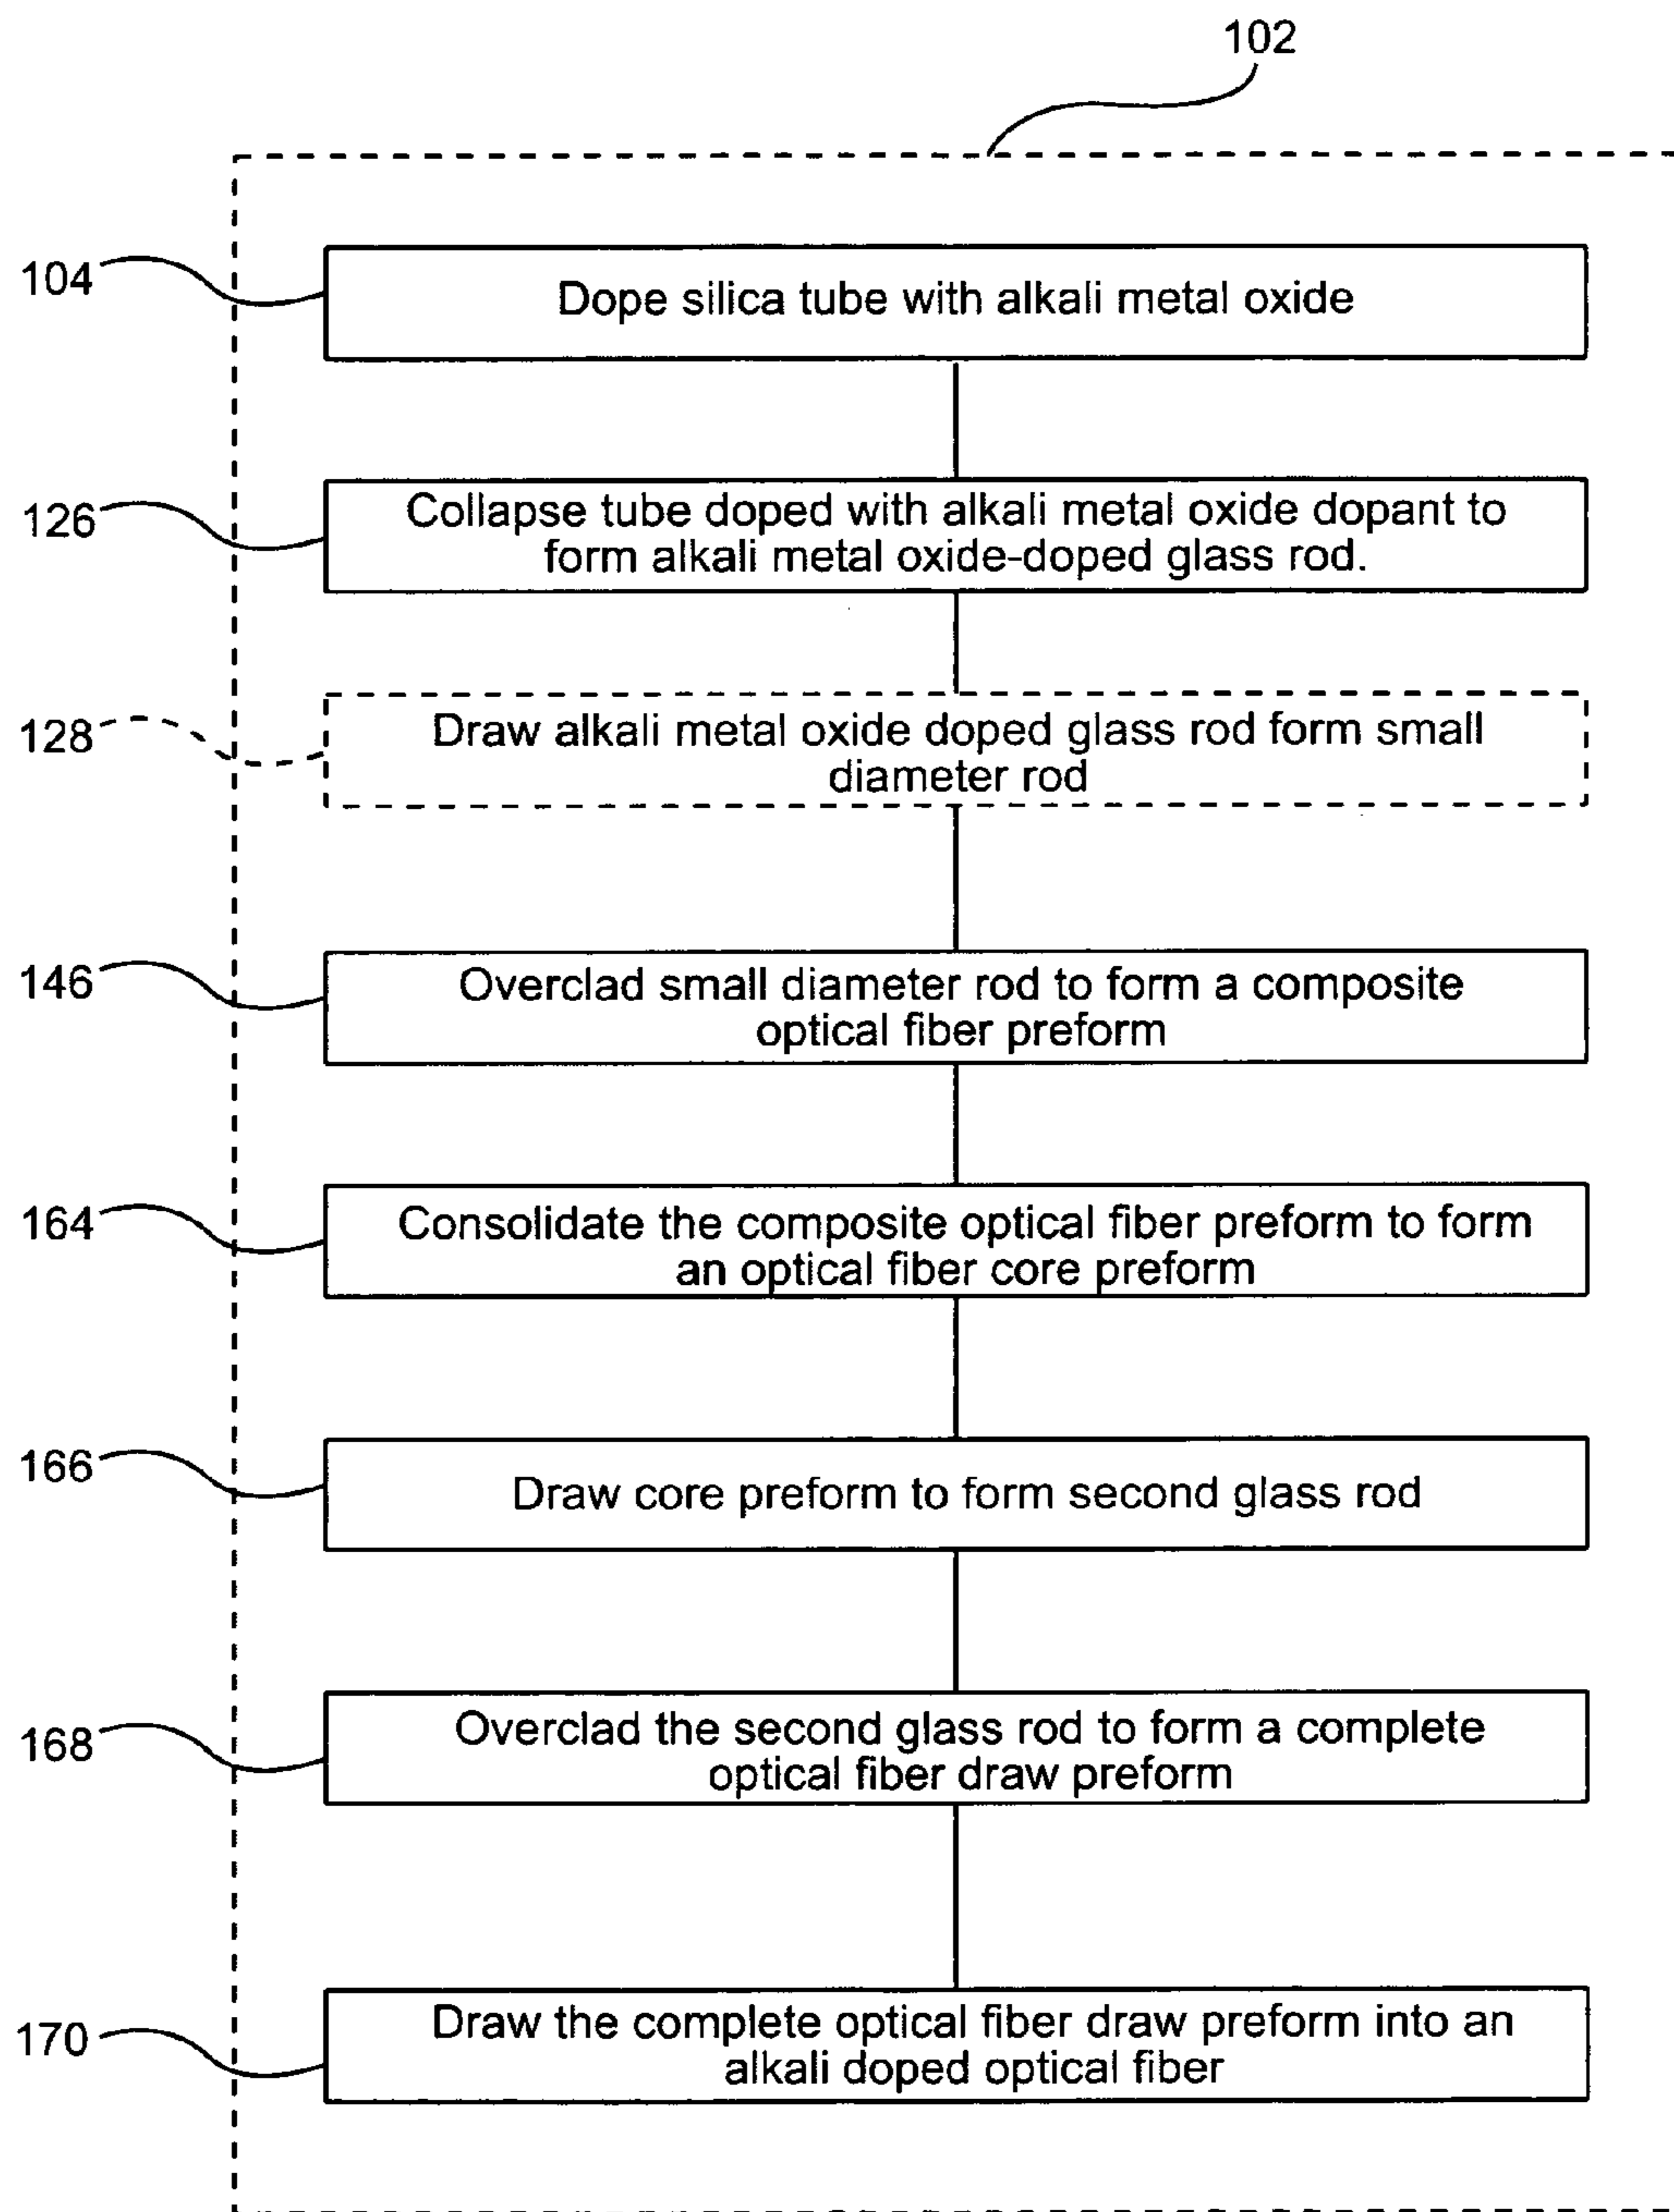 102
104
Dope silica tube with alkali metal oxide
126
Collapse tube doped with alkali metal oxide dopant to
form alkali metal oxide-doped glass rod.
128
Draw alkali metal oxide doped glass rod form small
diameter rod
146
Overclad small diameter rod to form a composite
optical fiber preform
164
Consolidate the composite optical fiber preform to form
an optical fiber core preform
166
Draw core preform to form second glass rod
168
Overclad the second glass rod to form a complete
optical fiber draw preform
170
Draw the complete optical fiber draw preform into an
alkali doped optical fiber